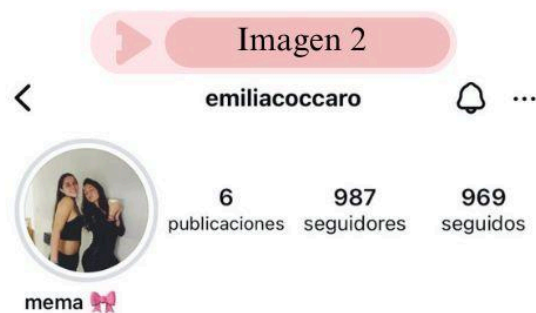 Imagen 2
emiliacoccaro
6 987 969
publicaciones seguidores seguidos
mema 🎀